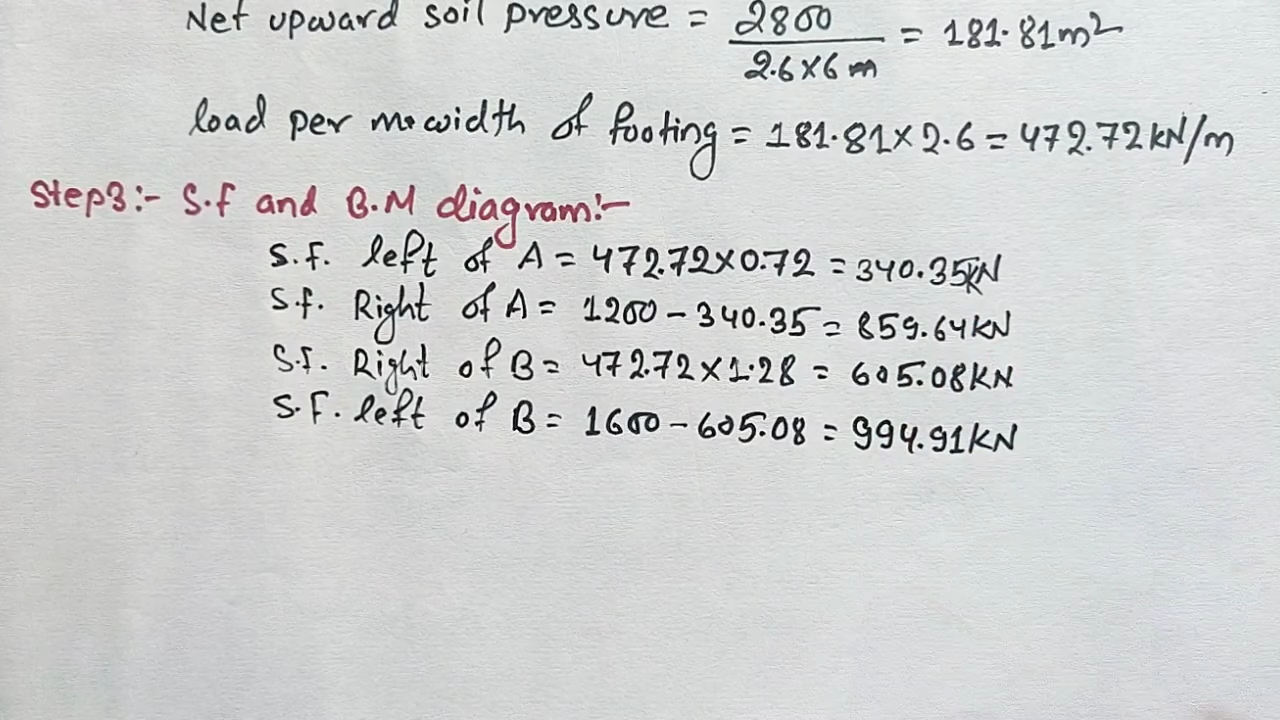 Net upward soil pressure = 2800 / 2.6×6 m = 181.81m²
load per m width of footing = 181.81×2.6 = 472.72 kN/m
Step3:- S.f and B.M diagram:-
S.f. left of A = 472.72×0.72 = 340.35kN
S.f. Right of A = 1200 - 340.35 = 859.64KN
S.f. Right of B = 472.72×1.28 = 605.08KN
S.F. left of B = 1600 - 605.08 = 994.91KN